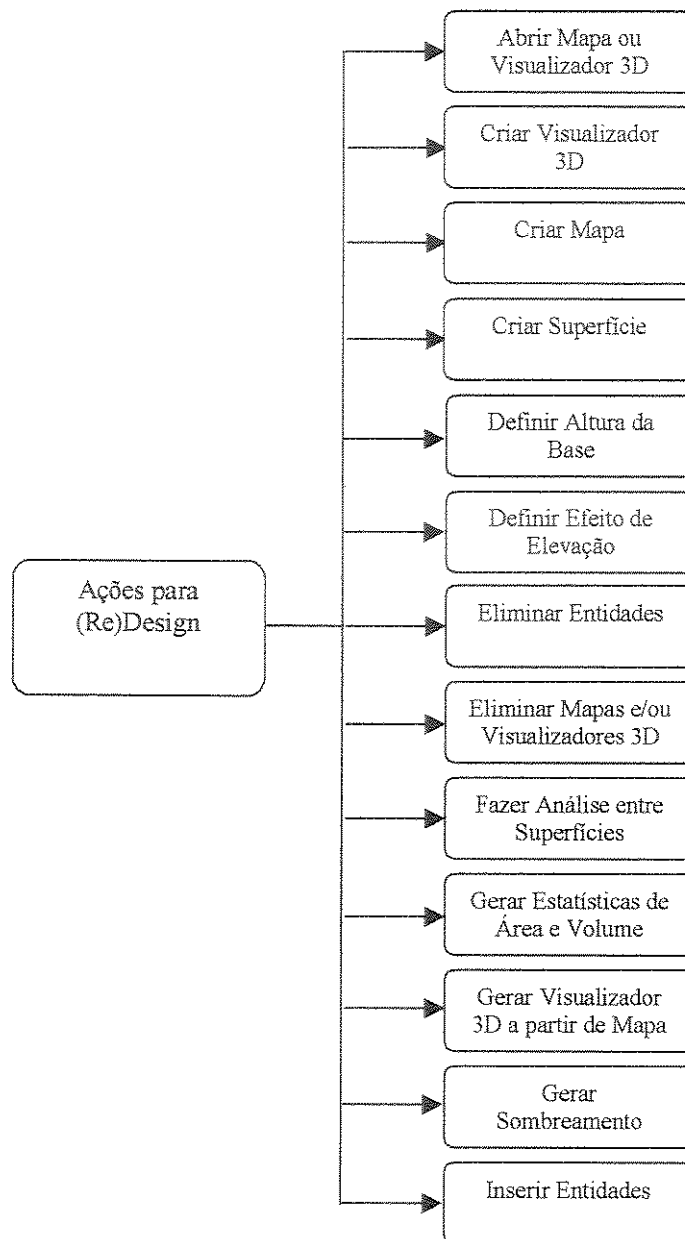 Abrir Mapa ou
Visualizador 3D
Criar Visualizador
3D
Criar Mapa
Criar Superfície
Definir Altura da
Base
Definir Efeito de
Elevação
Ações para
(Re)Design
Eliminar Entidades
Eliminar Mapas e/ou
Visualizadores 3D
Fazer Análise entre
Superfícies
Gerar Estatísticas de
Área e Volume
Gerar Visualizador
3D a partir de Mapa
Gerar
Sombreamento
Inserir Entidades